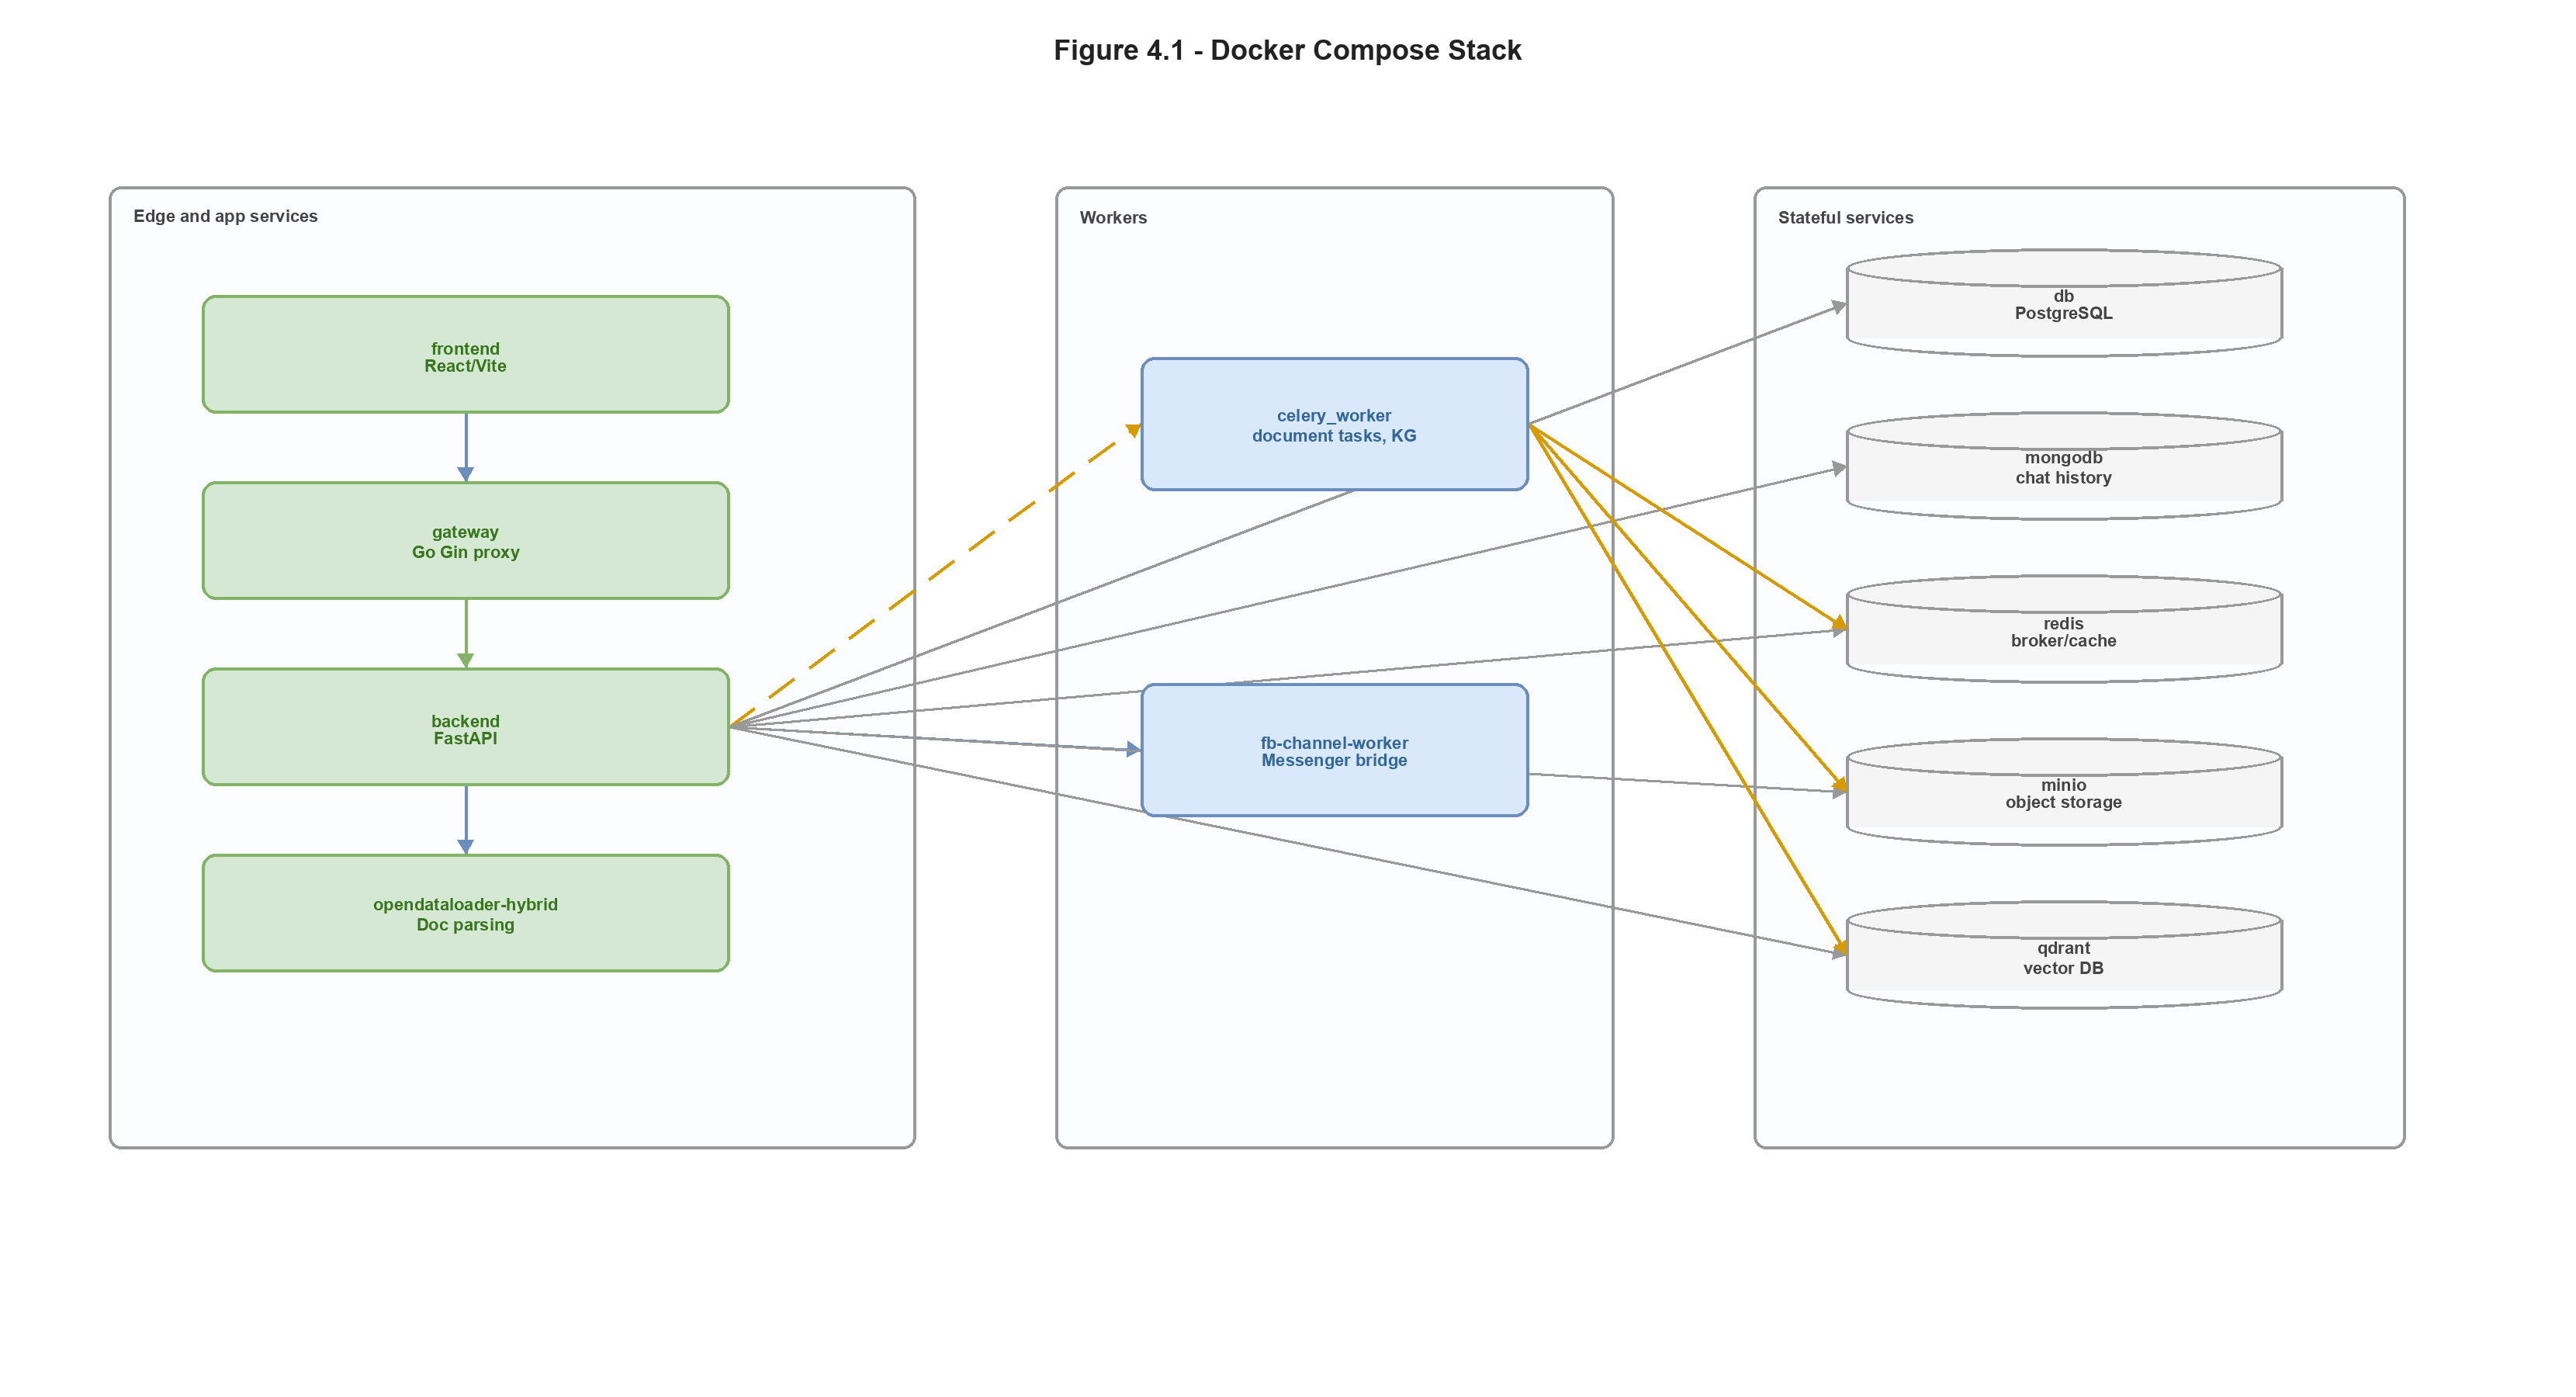 Figure 4.1 - Docker Compose Stack
Edge and app services
frontend
React/Vite
gateway
Go Gin proxy
backend
FastAPI
opendataloader-hybrid
Doc parsing
Workers
celery_worker
document tasks, KG
fb-channel-worker
Messenger bridge
Stateful services
db
PostgreSQL
mongodb
chat history
redis
broker/cache
minio
object storage
qdrant
vector DB